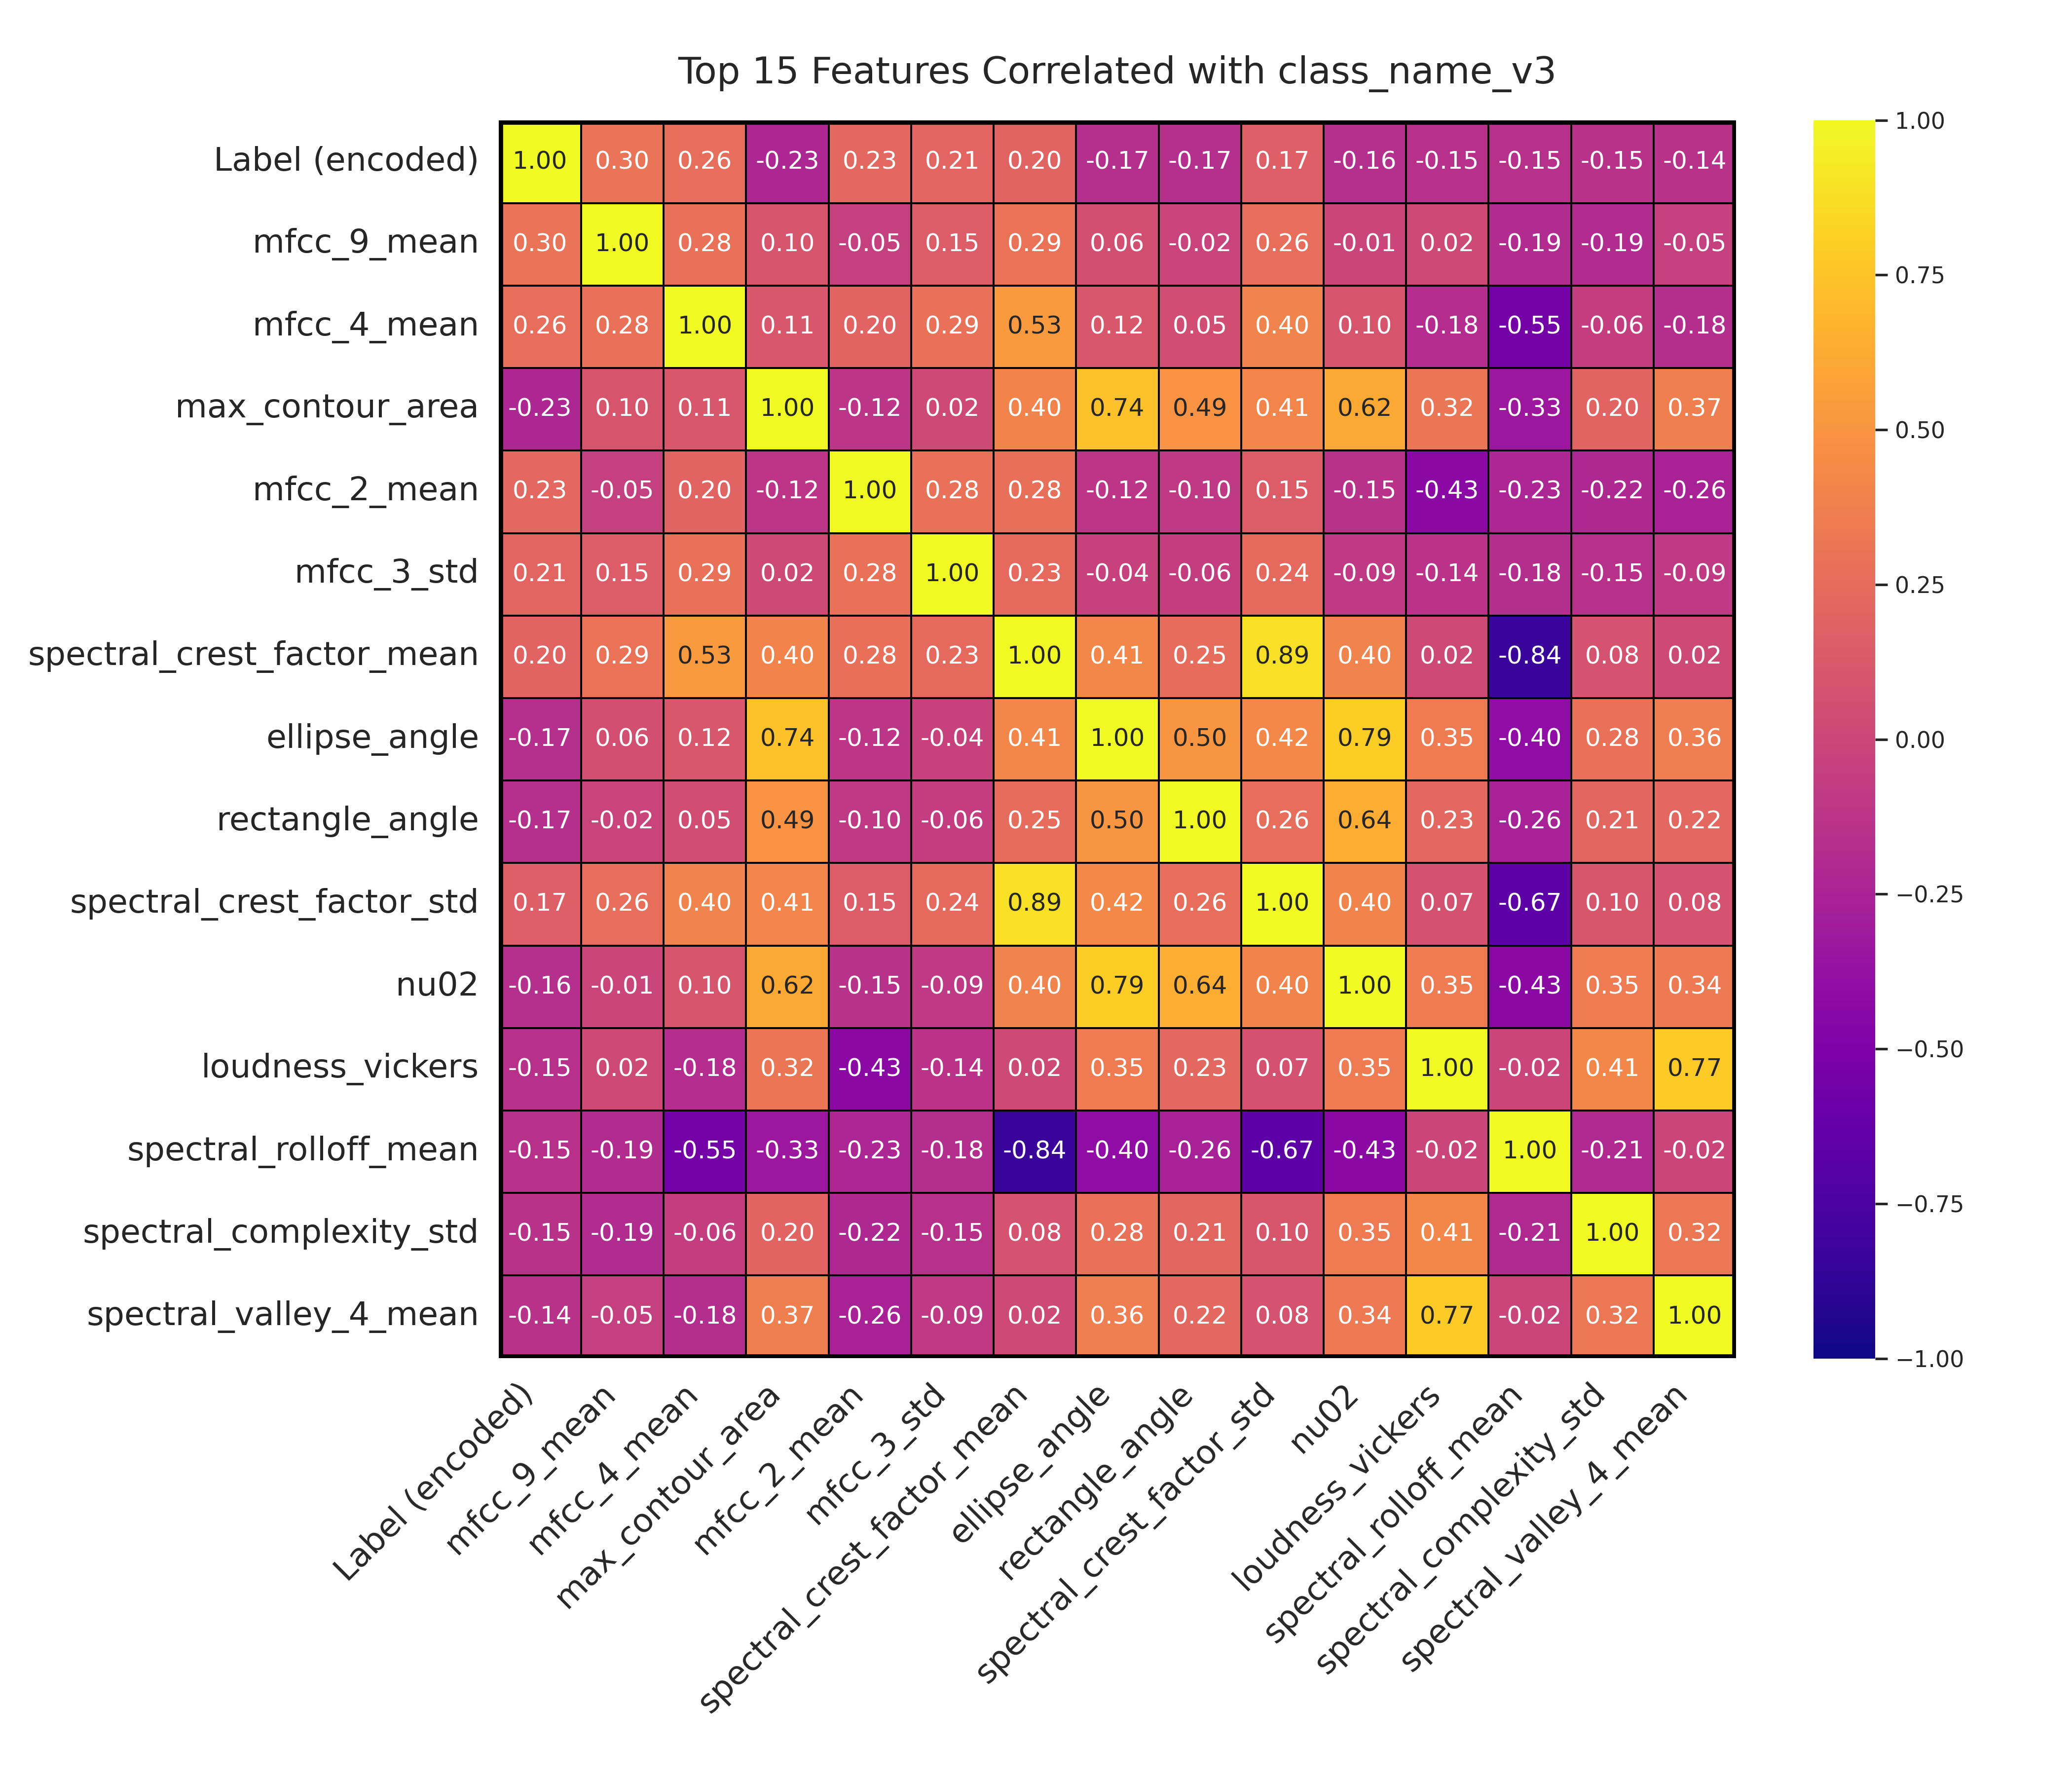 Top 15 Features Correlated with class_name_v3
Label (encoded) 1.00 0.30 0.26 -0.23 0.23 0.21 0.20 -0.17 -0.17 0.17 -0.16 -0.15 -0.15 -0.15 -0.14
mfcc_9_mean 0.30 1.00 0.28 0.10 -0.05 0.15 0.29 0.06 -0.02 0.26 -0.01 0.02 -0.19 -0.19 -0.05
mfcc_4_mean 0.26 0.28 1.00 0.11 0.20 0.29 0.53 0.12 0.05 0.40 0.10 -0.18 -0.55 -0.06 -0.18
max_contour_area -0.23 0.10 0.11 1.00 -0.12 0.02 0.40 0.74 0.49 0.41 0.62 0.32 -0.33 0.20 0.37
mfcc_2_mean 0.23 -0.05 0.20 -0.12 1.00 0.28 0.28 -0.12 -0.10 0.15 -0.15 -0.43 -0.23 -0.22 -0.26
mfcc_3_std 0.21 0.15 0.29 0.02 0.28 1.00 0.23 -0.04 -0.06 0.24 -0.09 -0.14 -0.18 -0.15 -0.09
spectral_crest_factor_mean 0.20 0.29 0.53 0.40 0.28 0.23 1.00 0.41 0.25 0.89 0.40 0.02 -0.84 0.08 0.02
ellipse_angle -0.17 0.06 0.12 0.74 -0.12 -0.04 0.41 1.00 0.50 0.42 0.79 0.35 -0.40 0.28 0.36
rectangle_angle -0.17 -0.02 0.05 0.49 -0.10 -0.06 0.25 0.50 1.00 0.26 0.64 0.23 -0.26 0.21 0.22
spectral_crest_factor_std 0.17 0.26 0.40 0.41 0.15 0.24 0.89 0.42 0.26 1.00 0.40 0.07 -0.67 0.10 0.08
nu02 -0.16 -0.01 0.10 0.62 -0.15 -0.09 0.40 0.79 0.64 0.40 1.00 0.35 -0.43 0.35 0.34
loudness_vickers -0.15 0.02 -0.18 0.32 -0.43 -0.14 0.02 0.35 0.23 0.07 0.35 1.00 -0.02 0.41 0.77
spectral_rolloff_mean -0.15 -0.19 -0.55 -0.33 -0.23 -0.18 -0.84 -0.40 -0.26 -0.67 -0.43 -0.02 1.00 -0.21 -0.02
spectral_complexity_std -0.15 -0.19 -0.06 0.20 -0.22 -0.15 0.08 0.28 0.21 0.10 0.35 0.41 -0.21 1.00 0.32
spectral_valley_4_mean -0.14 -0.05 -0.18 0.37 -0.26 -0.09 0.02 0.36 0.22 0.08 0.34 0.77 -0.02 0.32 1.00
Label (encoded)
mfcc_9_mean
mfcc_4_mean
max_contour_area
mfcc_2_mean
mfcc_3_std
spectral_crest_factor_mean
ellipse_angle
rectangle_angle
spectral_crest_factor_std
nu02
loudness_vickers
spectral_rolloff_mean
spectral_complexity_std
spectral_valley_4_mean
1.00
0.75
0.50
0.25
0.00
−0.25
−0.50
−0.75
−1.00